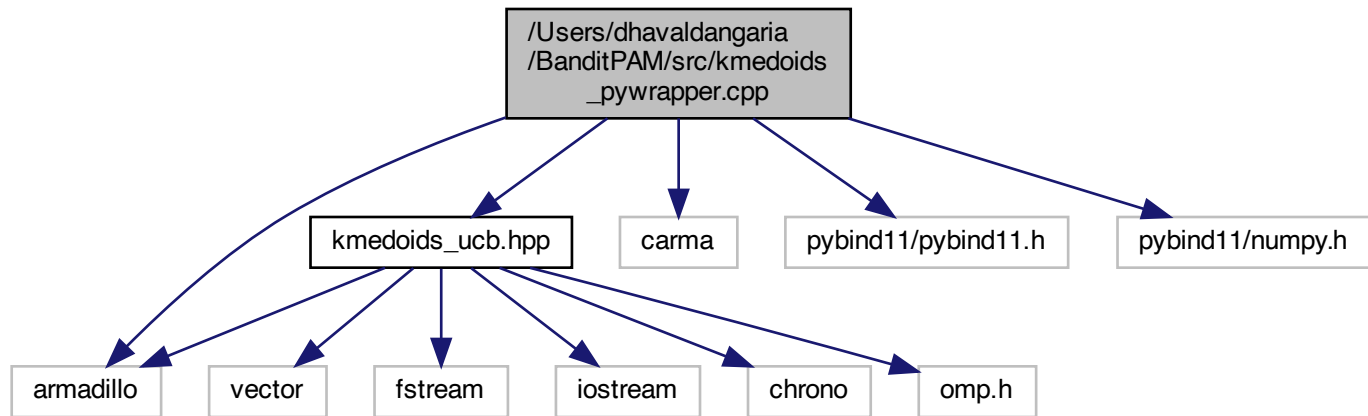 /Users/dhavaldangaria
/BanditPAM/src/kmedoids
_pywrapper.cpp
kmedoids_ucb.hpp
carma
pybind11/pybind11.h
pybind11/numpy.h
armadillo
vector
fstream
iostream
chrono
omp.h